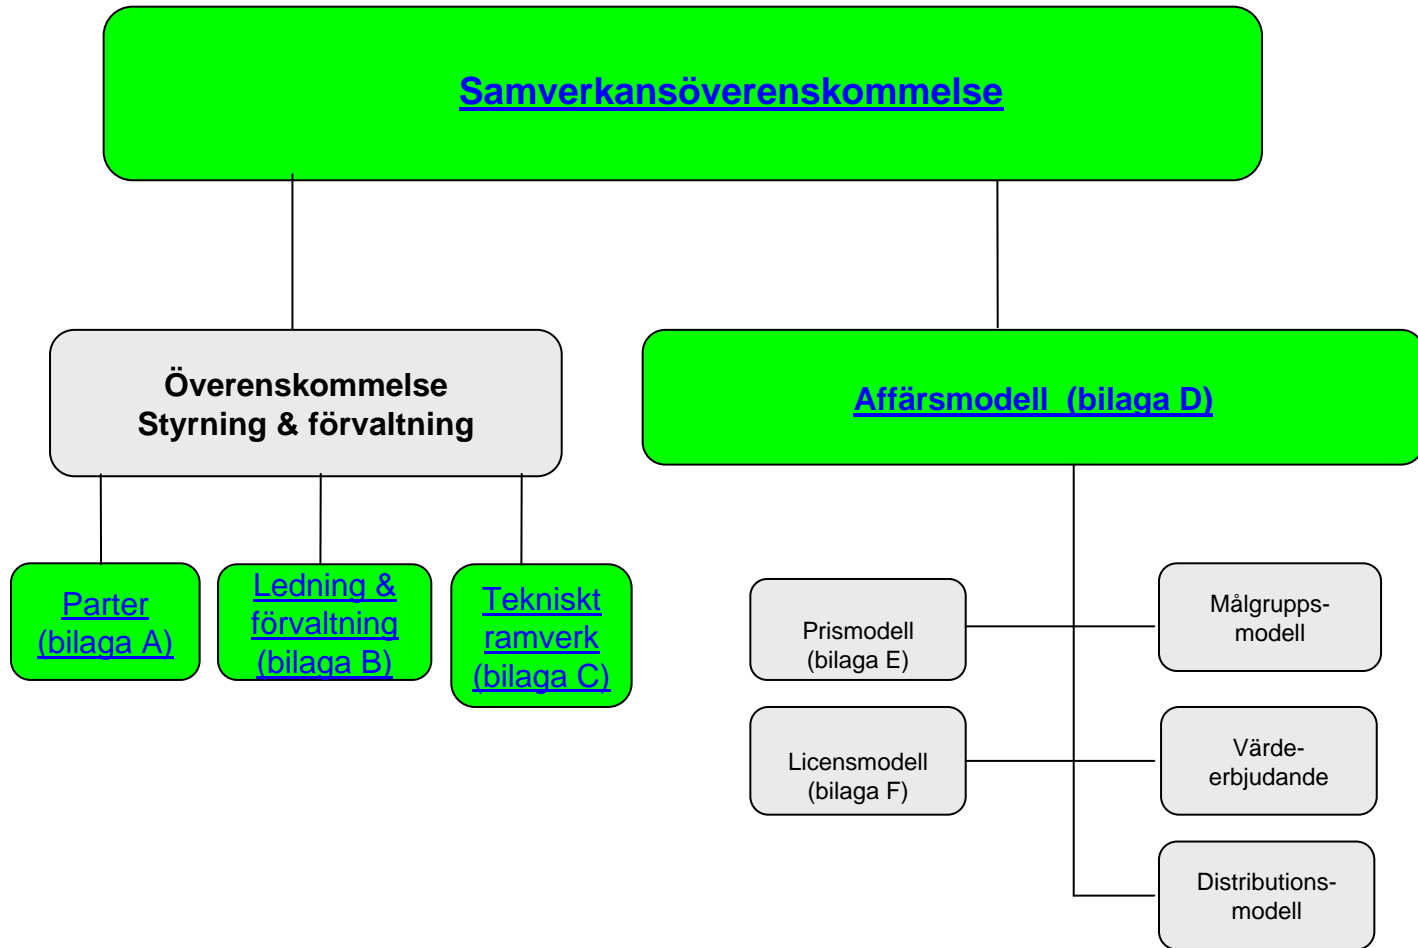 Samverkansöverenskommelse
Överenskommelse
Styrning & förvaltning
Affärsmodell  (bilaga D)
Parter
(bilaga A)
Ledning &
förvaltning
(bilaga B)
Tekniskt
ramverk
(bilaga C)
Prismodell
(bilaga E)
Målgrupps-
modell
Licensmodell
(bilaga F)
Värde-
erbjudande
Distributions-
modell